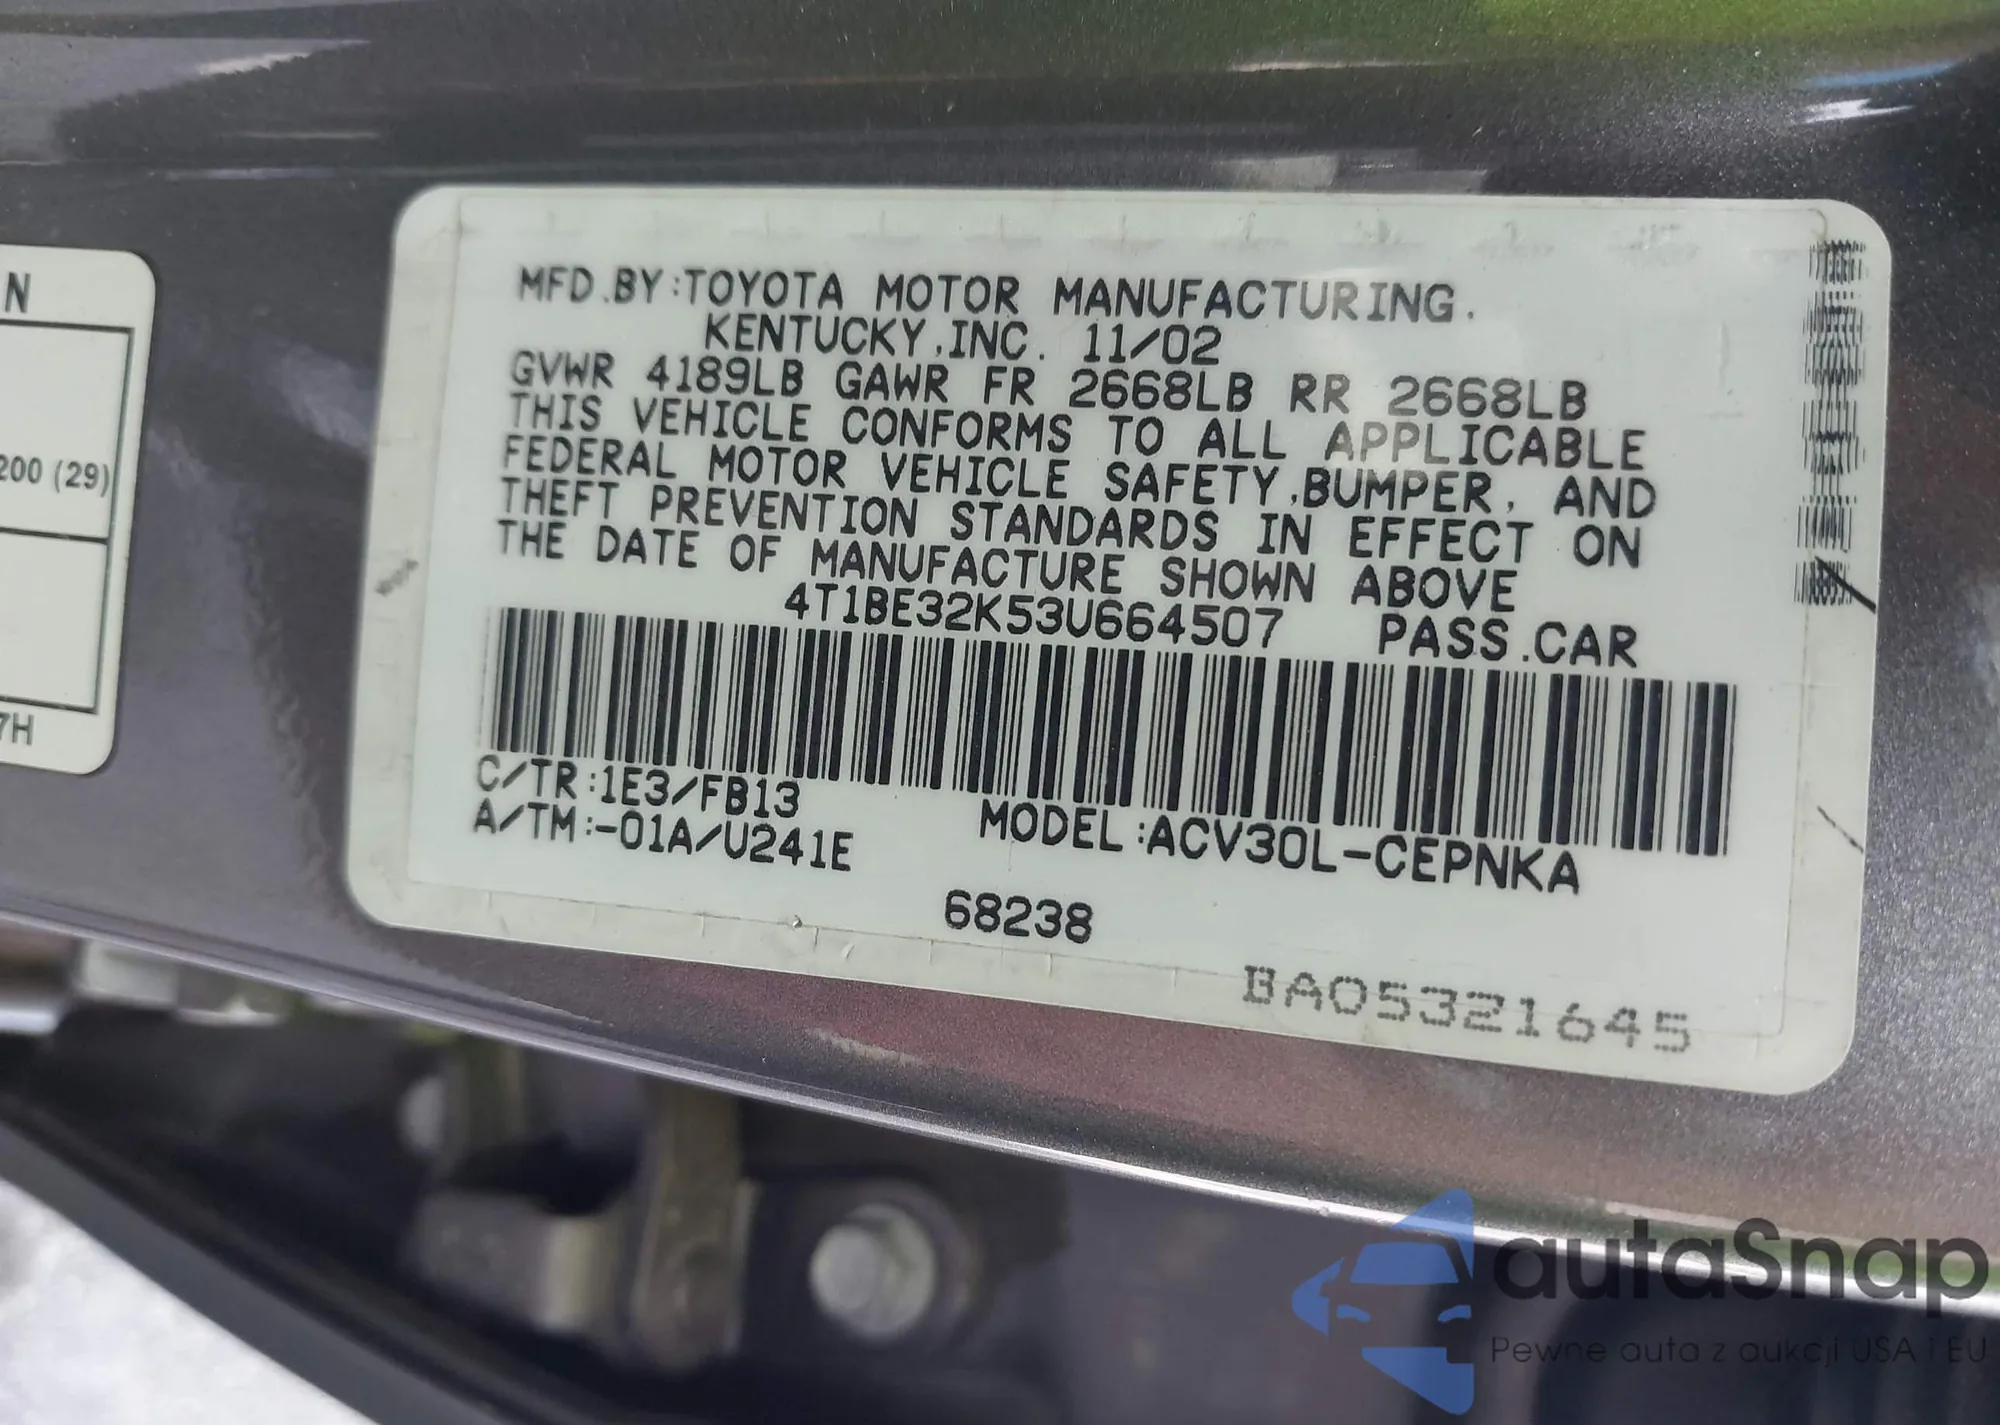 N
200 (29)
7H
MFD.BY:TOYOTA MOTOR MANUFACTURING.
KENTUCKY,INC. 11/02
GVWR 4189LB GAWR FR 2668LB RR 2668LB
THIS VEHICLE CONFORMS TO ALL APPLICABLE
FEDERAL MOTOR VEHICLE SAFETY,BUMPER, AND
THEFT PREVENTION STANDARDS IN EFFECT ON
THE DATE OF MANUFACTURE SHOWN ABOVE
4T1BE32K53U664507 PASS.CAR
C/TR:1E3/FB13
A/TM:-01A/U241E MODEL:ACV30L-CEPNKA
68238
BA05321645
autaSnap
Pewne auta z aukcji USA i EU